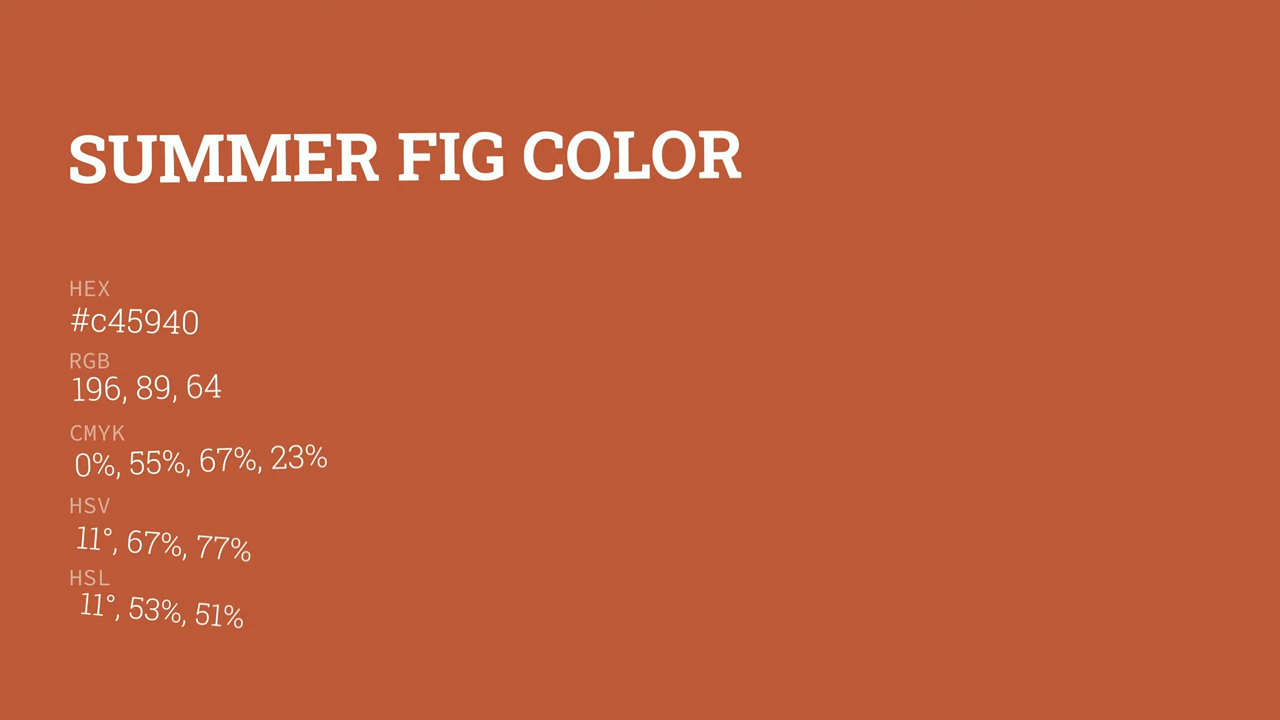 SUMMER FIG COLOR
HEX
#c45940
RGB
196, 89, 64
CMYK
0%, 55%, 67%, 23%
HSV
11°, 67%, 77%
HSL
11°, 53%, 51%